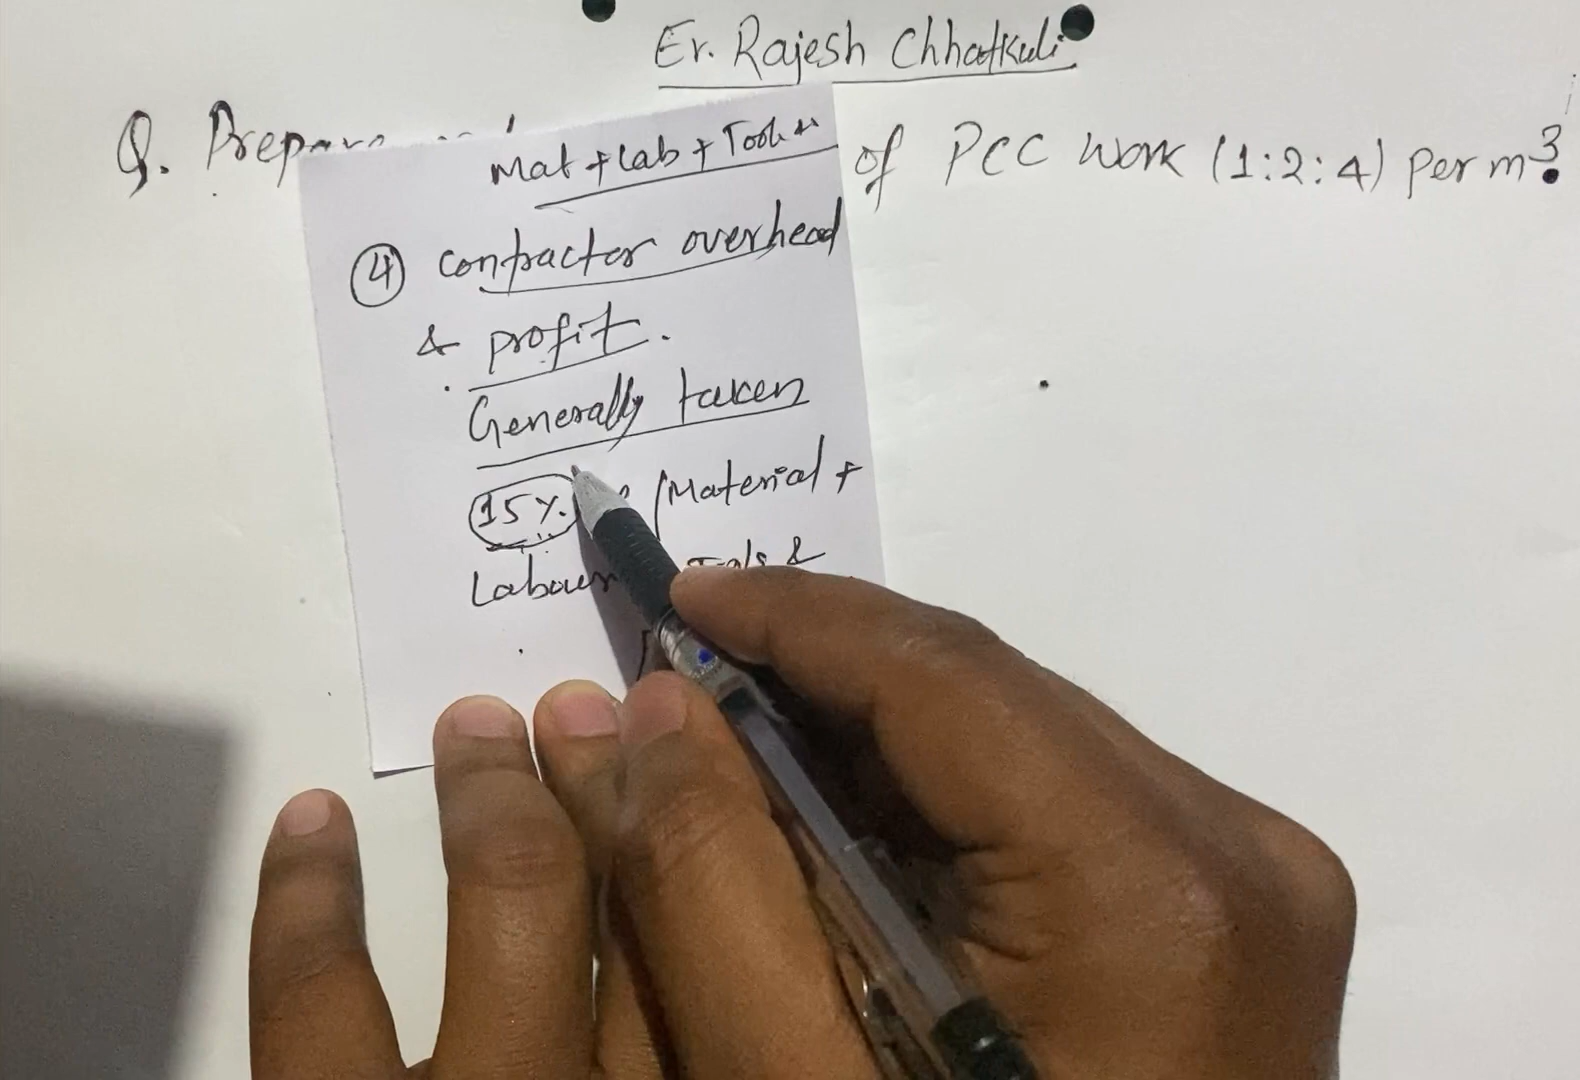 Er. Rajesh Chhatkuli
Q. of PCC Work (1:2:4) per m³.
Mat + Lab + Tools
④ contractor overhead
& profit.
Generally taken
15%. (Material +
Labour &